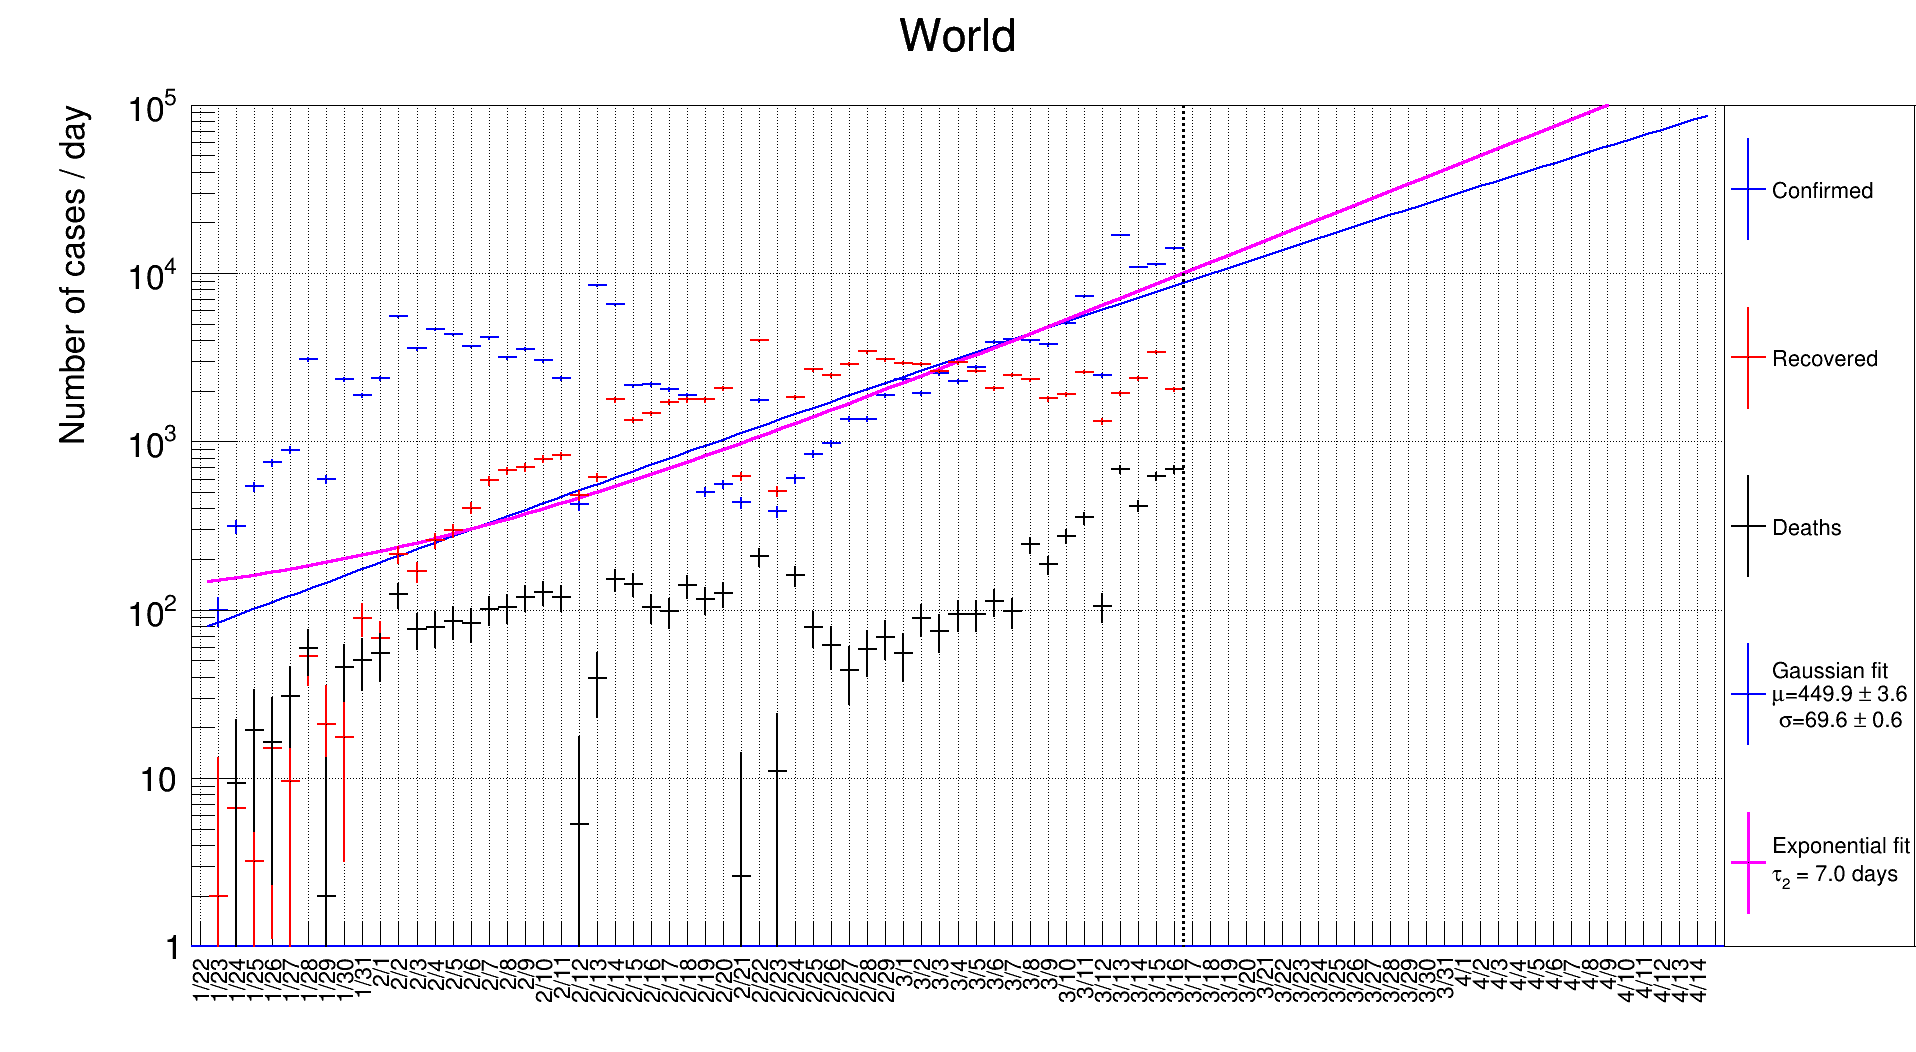 World
Number of cases / day
10^5
10^4
10^3
10^2
10
1
1/22 1/23 1/24 1/25 1/26 1/27 1/28 1/29 1/30 1/31 2/1 2/2 2/3 2/4 2/5 2/6 2/7 2/8 2/9 2/10 2/11 2/12 2/13 2/14 2/15 2/16 2/17 2/18 2/19 2/20 2/21 2/22 2/23 2/24 2/25 2/26 2/27 2/28 2/29 3/1 3/2 3/3 3/4 3/5 3/6 3/7 3/8 3/9 3/10 3/11 3/12 3/13 3/14 3/15 3/16 3/17 3/18 3/19 3/20 3/21 3/22 3/23 3/24 3/25 3/26 3/27 3/28 3/29 3/30 3/31 4/1 4/2 4/3 4/4 4/5 4/6 4/7 4/8 4/9 4/10 4/11 4/12 4/13 4/14
Confirmed
Recovered
Deaths
Gaussian fit
μ=449.9 ± 3.6
σ=69.6 ± 0.6
Exponential fit
τ₂ = 7.0 days